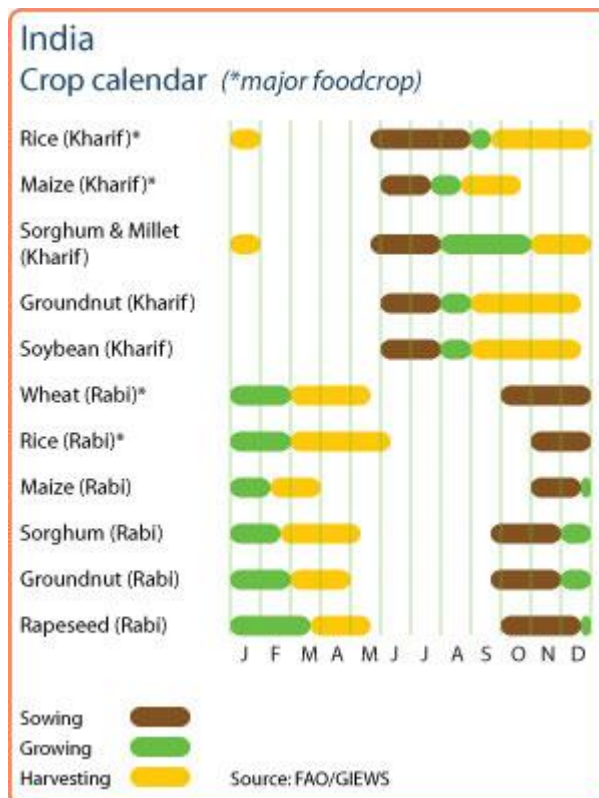 India
Crop calendar (*major foodcrop)
Rice (Kharif)*
Maize (Kharif)*
Sorghum & Millet
(Kharif)
Groundnut (Kharif)
Soybean (Kharif)
Wheat (Rabi)*
Rice (Rabi)*
Maize (Rabi)
Sorghum (Rabi)
Groundnut (Rabi)
Rapeseed (Rabi)
J F M A M J J A S O N D
Sowing
Growing
Harvesting Source: FAO/GIEWS